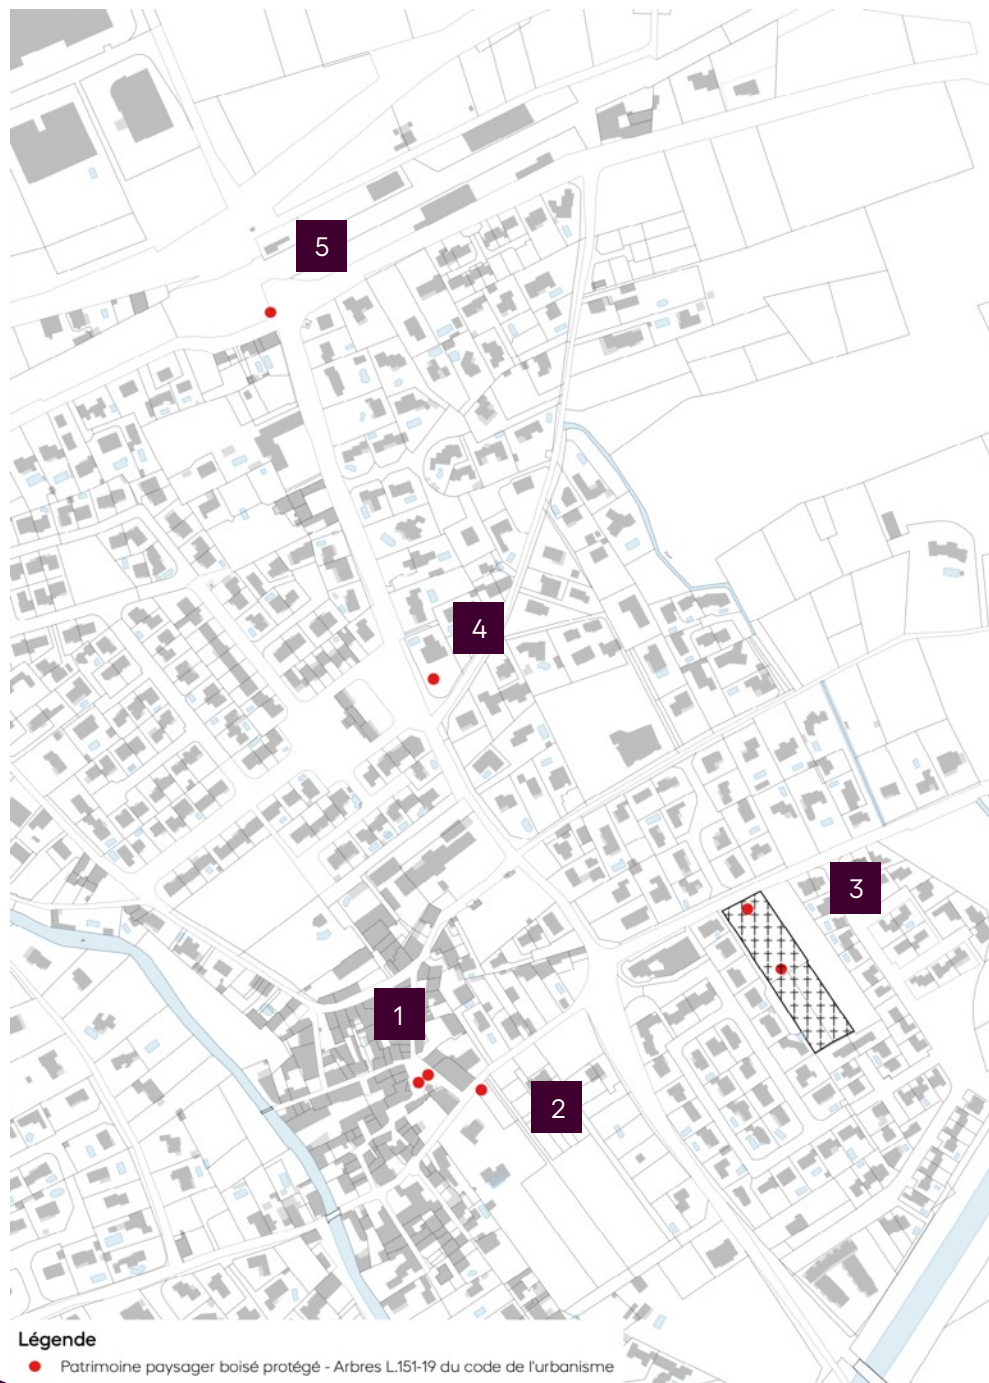 5
4
3
1
2
Légende
Patrimoine paysager boisé protégé - Arbres L.151-19 du code de l'urbanisme